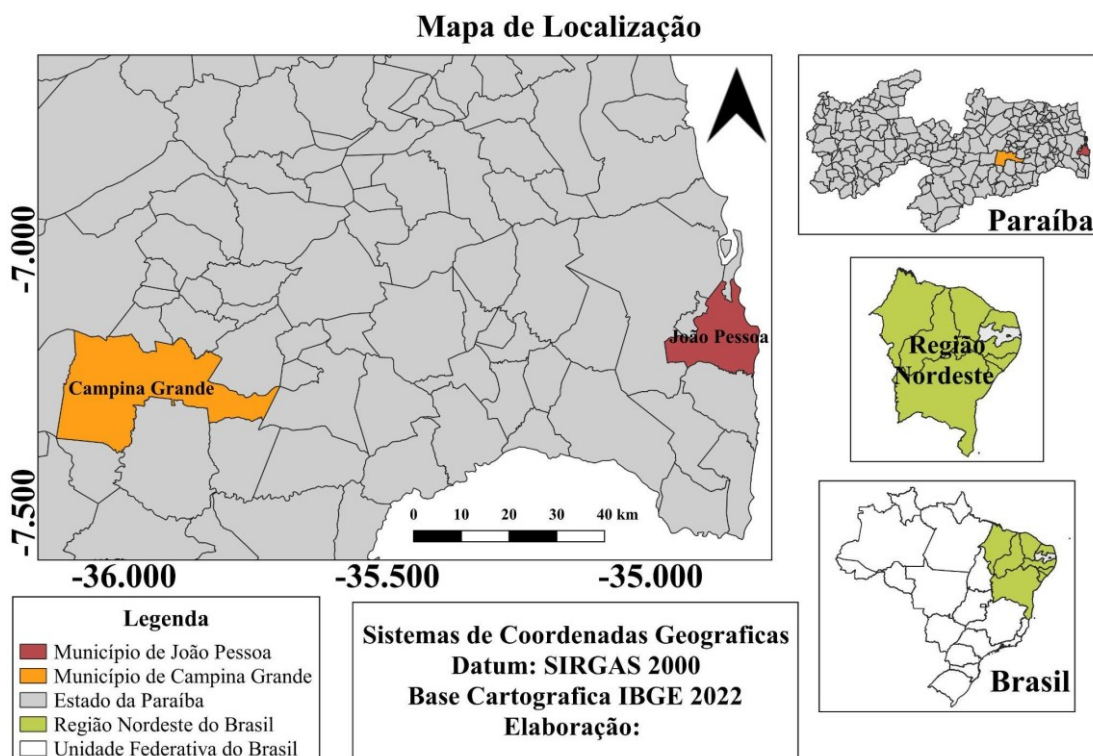 Mapa de Localização
-7.000
-7.500
João Pessoa
Campina Grande
0 10 20 30 40 km
-36.000 -35.500 -35.000
Paraíba
Região
Nordeste
Brasil
Legenda
Município de João Pessoa
Município de Campina Grande
Estado da Paraíba
Região Nordeste do Brasil
Unidade Federativa do Brasil
Sistemas de Coordenadas Geograficas
Datum: SIRGAS 2000
Base Cartografica IBGE 2022
Elaboração: